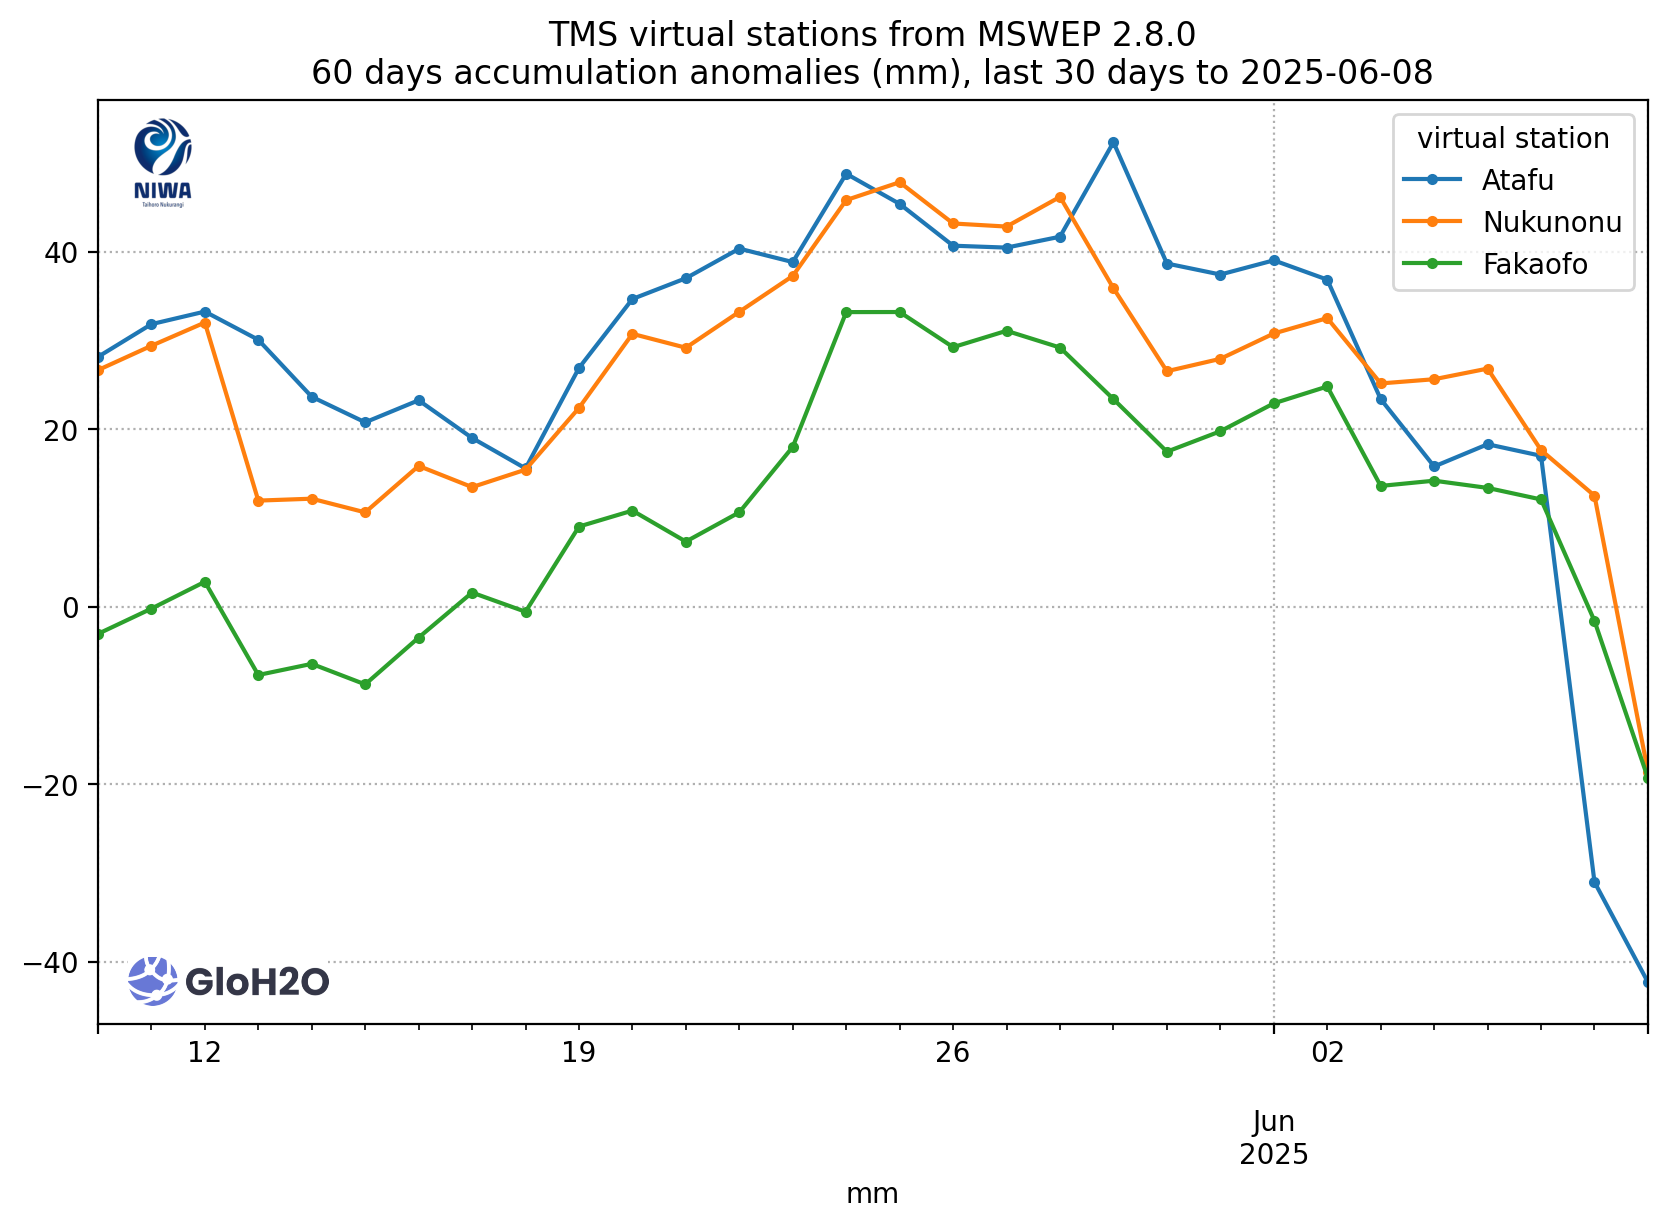 TMS virtual stations from MSWEP 2.8.0
60 days accumulation anomalies (mm), last 30 days to 2025-06-08
NIWA
Taihoro Nukurangi
virtual station
Atafu
Nukunonu
Fakaofo
40
20
0
−20
−40
GloH2O
12 19 26 02
Jun
2025
mm